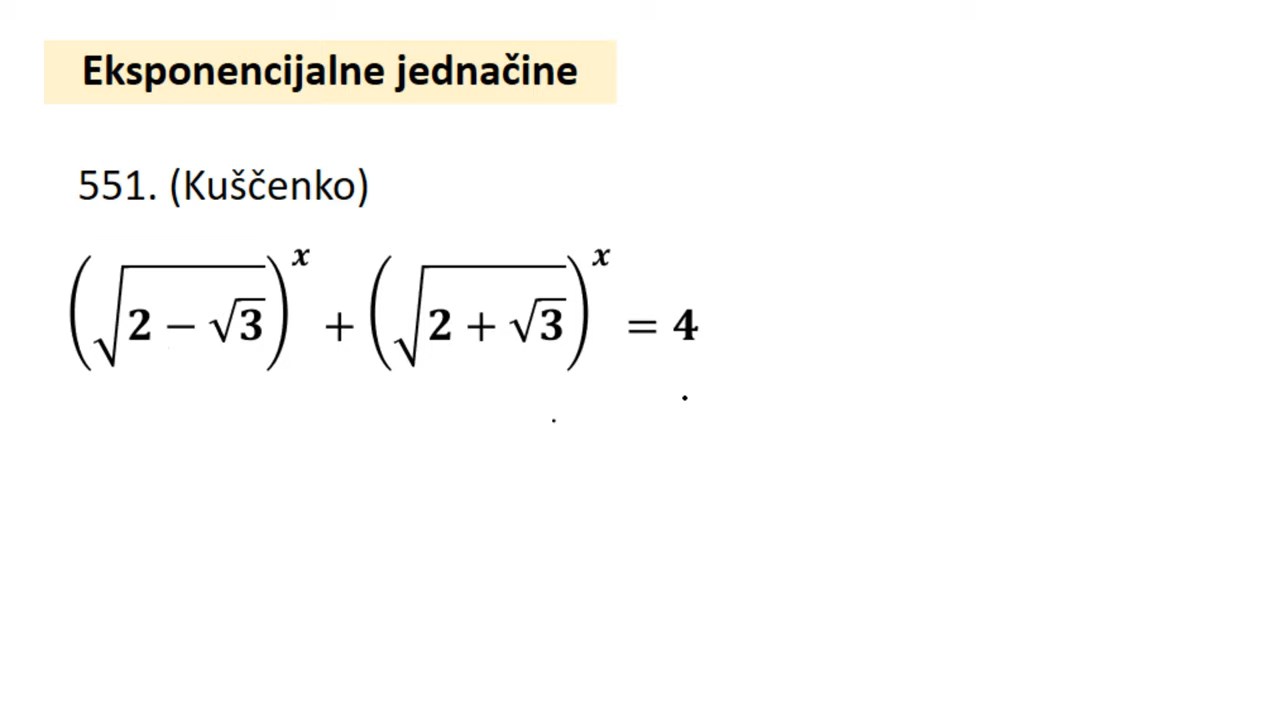 Eksponencijalne jednačine
551. (Kuščenko)
(√(2 − √3))^x + (√(2 + √3))^x = 4